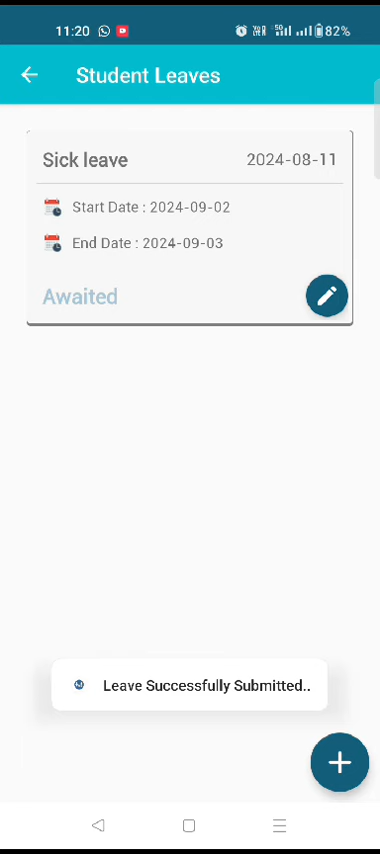 11:20 82%
Student Leaves
Sick leave 2024-08-11
Start Date : 2024-09-02
End Date : 2024-09-03
Awaited
Leave Successfully Submitted..